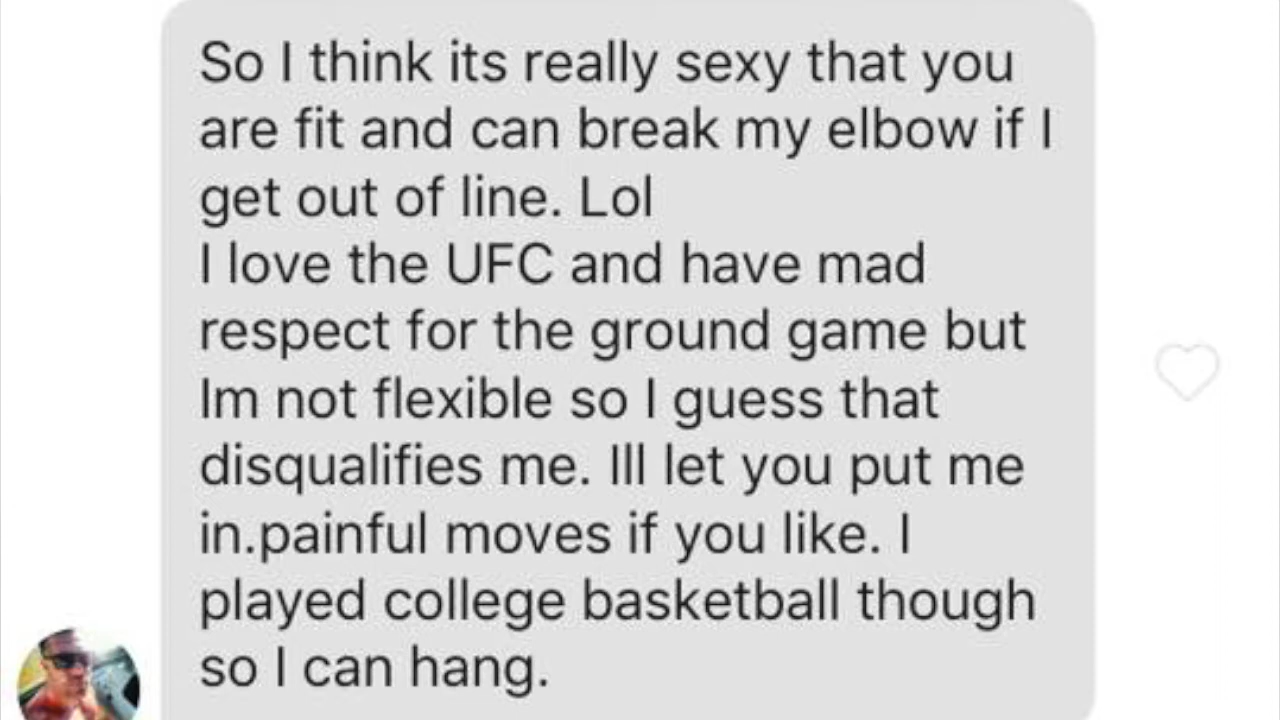 So I think its really sexy that you
are fit and can break my elbow if I
get out of line. Lol
I love the UFC and have mad
respect for the ground game but
Im not flexible so I guess that
disqualifies me. Ill let you put me
in.painful moves if you like. I
played college basketball though
so I can hang.